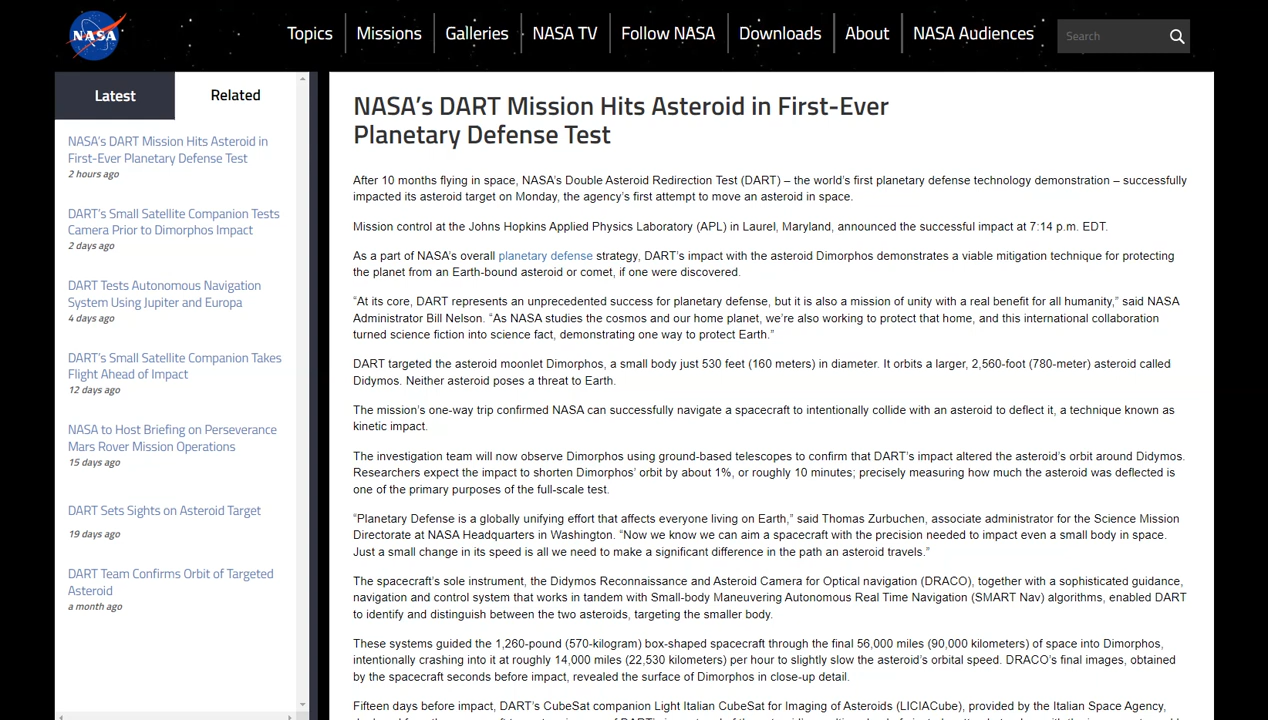 NASA
Topics
Missions
Galleries
NASA TV
Follow NASA
Downloads
About
NASA Audiences
Search
Latest
Related
NASA’s DART Mission Hits Asteroid in
First-Ever Planetary Defense Test
2 hours ago
DART’s Small Satellite Companion Tests
Camera Prior to Dimorphos Impact
2 days ago
DART Tests Autonomous Navigation
System Using Jupiter and Europa
4 days ago
DART’s Small Satellite Companion Takes
Flight Ahead of Impact
12 days ago
NASA to Host Briefing on Perseverance
Mars Rover Mission Operations
15 days ago
DART Sets Sights on Asteroid Target
19 days ago
DART Team Confirms Orbit of Targeted
Asteroid
a month ago
NASA’s DART Mission Hits Asteroid in First-Ever
Planetary Defense Test
After 10 months flying in space, NASA’s Double Asteroid Redirection Test (DART) – the world’s first planetary defense technology demonstration – successfully
impacted its asteroid target on Monday, the agency’s first attempt to move an asteroid in space.
Mission control at the Johns Hopkins Applied Physics Laboratory (APL) in Laurel, Maryland, announced the successful impact at 7:14 p.m. EDT.
As a part of NASA’s overall planetary defense strategy, DART’s impact with the asteroid Dimorphos demonstrates a viable mitigation technique for protecting
the planet from an Earth-bound asteroid or comet, if one were discovered.
“At its core, DART represents an unprecedented success for planetary defense, but it is also a mission of unity with a real benefit for all humanity,” said NASA
Administrator Bill Nelson. “As NASA studies the cosmos and our home planet, we’re also working to protect that home, and this international collaboration
turned science fiction into science fact, demonstrating one way to protect Earth.”
DART targeted the asteroid moonlet Dimorphos, a small body just 530 feet (160 meters) in diameter. It orbits a larger, 2,560-foot (780-meter) asteroid called
Didymos. Neither asteroid poses a threat to Earth.
The mission’s one-way trip confirmed NASA can successfully navigate a spacecraft to intentionally collide with an asteroid to deflect it, a technique known as
kinetic impact.
The investigation team will now observe Dimorphos using ground-based telescopes to confirm that DART’s impact altered the asteroid’s orbit around Didymos.
Researchers expect the impact to shorten Dimorphos’ orbit by about 1%, or roughly 10 minutes; precisely measuring how much the asteroid was deflected is
one of the primary purposes of the full-scale test.
“Planetary Defense is a globally unifying effort that affects everyone living on Earth,” said Thomas Zurbuchen, associate administrator for the Science Mission
Directorate at NASA Headquarters in Washington. “Now we know we can aim a spacecraft with the precision needed to impact even a small body in space.
Just a small change in its speed is all we need to make a significant difference in the path an asteroid travels.”
The spacecraft’s sole instrument, the Didymos Reconnaissance and Asteroid Camera for Optical navigation (DRACO), together with a sophisticated guidance,
navigation and control system that works in tandem with Small-body Maneuvering Autonomous Real Time Navigation (SMART Nav) algorithms, enabled DART
to identify and distinguish between the two asteroids, targeting the smaller body.
These systems guided the 1,260-pound (570-kilogram) box-shaped spacecraft through the final 56,000 miles (90,000 kilometers) of space into Dimorphos,
intentionally crashing into it at roughly 14,000 miles (22,530 kilometers) per hour to slightly slow the asteroid’s orbital speed. DRACO’s final images, obtained
by the spacecraft seconds before impact, revealed the surface of Dimorphos in close-up detail.
Fifteen days before impact, DART’s CubeSat companion Light Italian CubeSat for Imaging of Asteroids (LICIACube), provided by the Italian Space Agency,